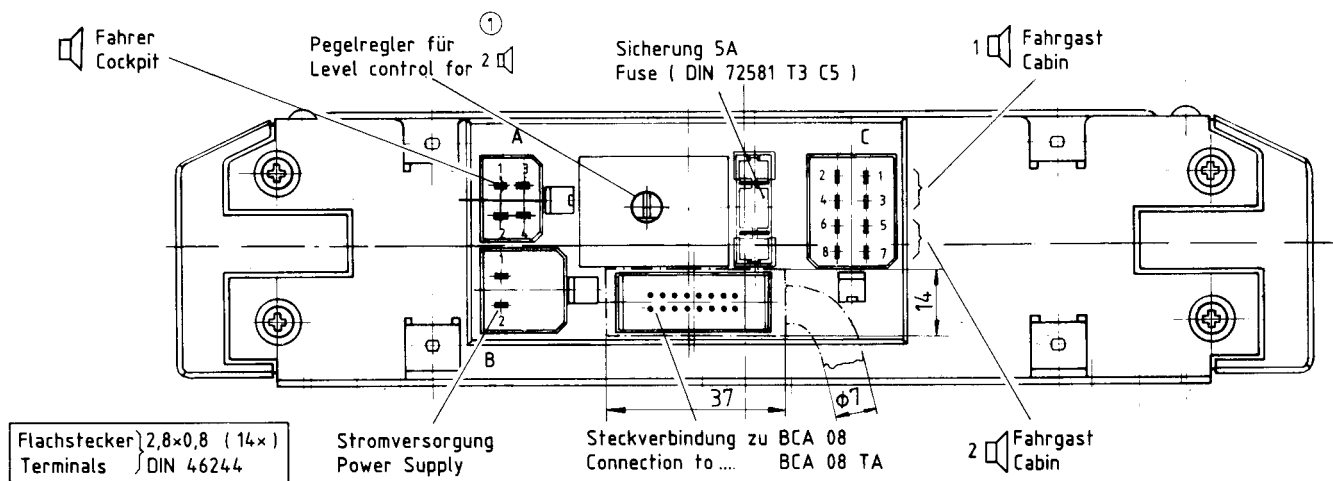 Fahrer
Cockpit
1
Pegelregler für
Level control for 2
Sicherung 5A
Fuse ( DIN 72581 T3 C5 )
1 Fahrgast
Cabin
A
C
1 3
2 4
2 1
4 3
6 5
8 7
1
2
B
14
37
φ7
Flachstecker 2,8×0,8 ( 14× )
Terminals DIN 46244
Stromversorgung
Power Supply
Steckverbindung zu BCA 08
Connection to .... BCA 08 TA
2 Fahrgast
Cabin